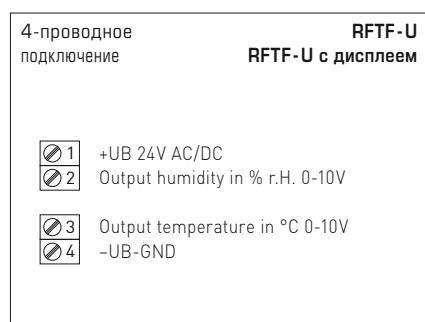 4-проводное RFTF-U
подключение RFTF-U с дисплеем
1 +UB 24V AC/DC
2 Output humidity in % r.H. 0-10V
3 Output temperature in °C 0-10V
4 –UB-GND